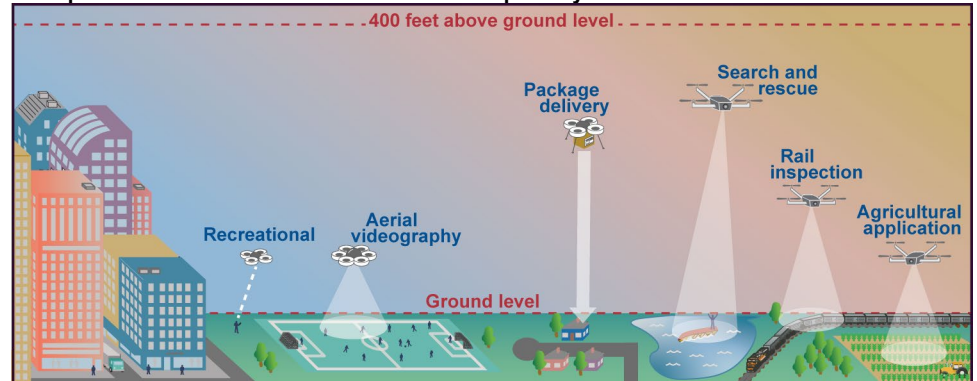 400 feet above ground level
Search and
rescue
Package
delivery
Rail
inspection
Agricultural
application
Recreational
Aerial
videography
Ground level